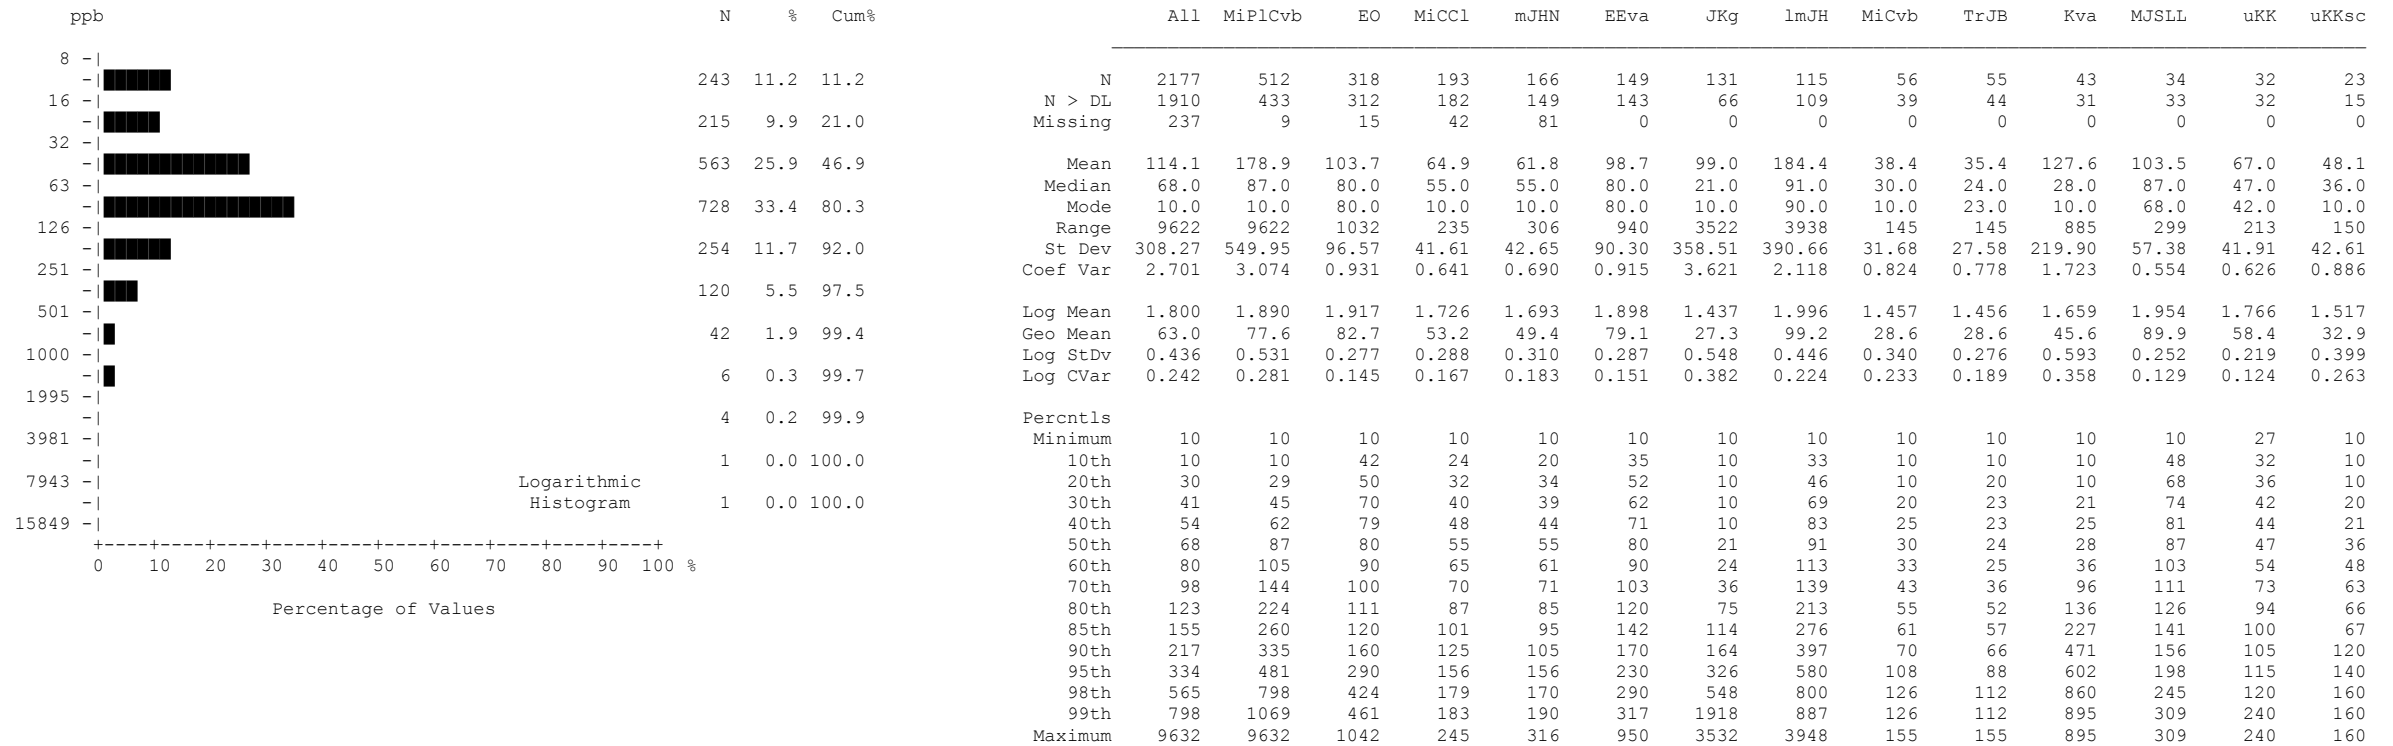 ppb N % Cum% All MiPlCvb EO MiCCl mJHN EEva JKg lmJH MiCvb TrJB Kva MJSLL uKK uKKsc
8 -|
-| 243 11.2 11.2 N 2177 512 318 193 166 149 131 115 56 55 43 34 32 23
16 -| N > DL 1910 433 312 182 149 143 66 109 39 44 31 33 32 15
-| 215 9.9 21.0 Missing 237 9 15 42 81 0 0 0 0 0 0 0 0 0
32 -|
-| 563 25.9 46.9 Mean 114.1 178.9 103.7 64.9 61.8 98.7 99.0 184.4 38.4 35.4 127.6 103.5 67.0 48.1
63 -| Median 68.0 87.0 80.0 55.0 55.0 80.0 21.0 91.0 30.0 24.0 28.0 87.0 47.0 36.0
-| 728 33.4 80.3 Mode 10.0 10.0 80.0 10.0 10.0 80.0 10.0 90.0 10.0 23.0 10.0 68.0 42.0 10.0
126 -| Range 9622 9622 1032 235 306 940 3522 3938 145 145 885 299 213 150
-| 254 11.7 92.0 St Dev 308.27 549.95 96.57 41.61 42.65 90.30 358.51 390.66 31.68 27.58 219.90 57.38 41.91 42.61
251 -| Coef Var 2.701 3.074 0.931 0.641 0.690 0.915 3.621 2.118 0.824 0.778 1.723 0.554 0.626 0.886
-| 120 5.5 97.5
501 -| Log Mean 1.800 1.890 1.917 1.726 1.693 1.898 1.437 1.996 1.457 1.456 1.659 1.954 1.766 1.517
-| 42 1.9 99.4 Geo Mean 63.0 77.6 82.7 53.2 49.4 79.1 27.3 99.2 28.6 28.6 45.6 89.9 58.4 32.9
1000 -| Log StDv 0.436 0.531 0.277 0.288 0.310 0.287 0.548 0.446 0.340 0.276 0.593 0.252 0.219 0.399
-| 6 0.3 99.7 Log CVar 0.242 0.281 0.145 0.167 0.183 0.151 0.382 0.224 0.233 0.189 0.358 0.129 0.124 0.263
1995 -|
-| 4 0.2 99.9 Percntls
3981 -| Minimum 10 10 10 10 10 10 10 10 10 10 10 10 27 10
-| 1 0.0 100.0 10th 10 10 42 24 20 35 10 33 10 10 10 48 32 10
7943 -| Logarithmic 20th 30 29 50 32 34 52 10 46 10 20 10 68 36 10
-| Histogram 1 0.0 100.0 30th 41 45 70 40 39 62 10 69 20 23 21 74 42 20
15849 -| 40th 54 62 79 48 44 71 10 83 25 23 25 81 44 21
+----+----+----+----+----+----+----+----+----+----+ 50th 68 87 80 55 55 80 21 91 30 24 28 87 47 36
0 10 20 30 40 50 60 70 80 90 100 % 60th 80 105 90 65 61 90 24 113 33 25 36 103 54 48
70th 98 144 100 70 71 103 36 139 43 36 96 111 73 63
Percentage of Values 80th 123 224 111 87 85 120 75 213 55 52 136 126 94 66
85th 155 260 120 101 95 142 114 276 61 57 227 141 100 67
90th 217 335 160 125 105 170 164 397 70 66 471 156 105 120
95th 334 481 290 156 156 230 326 580 108 88 602 198 115 140
98th 565 798 424 179 170 290 548 800 126 112 860 245 120 160
99th 798 1069 461 183 190 317 1918 887 126 112 895 309 240 160
Maximum 9632 9632 1042 245 316 950 3532 3948 155 155 895 309 240 160